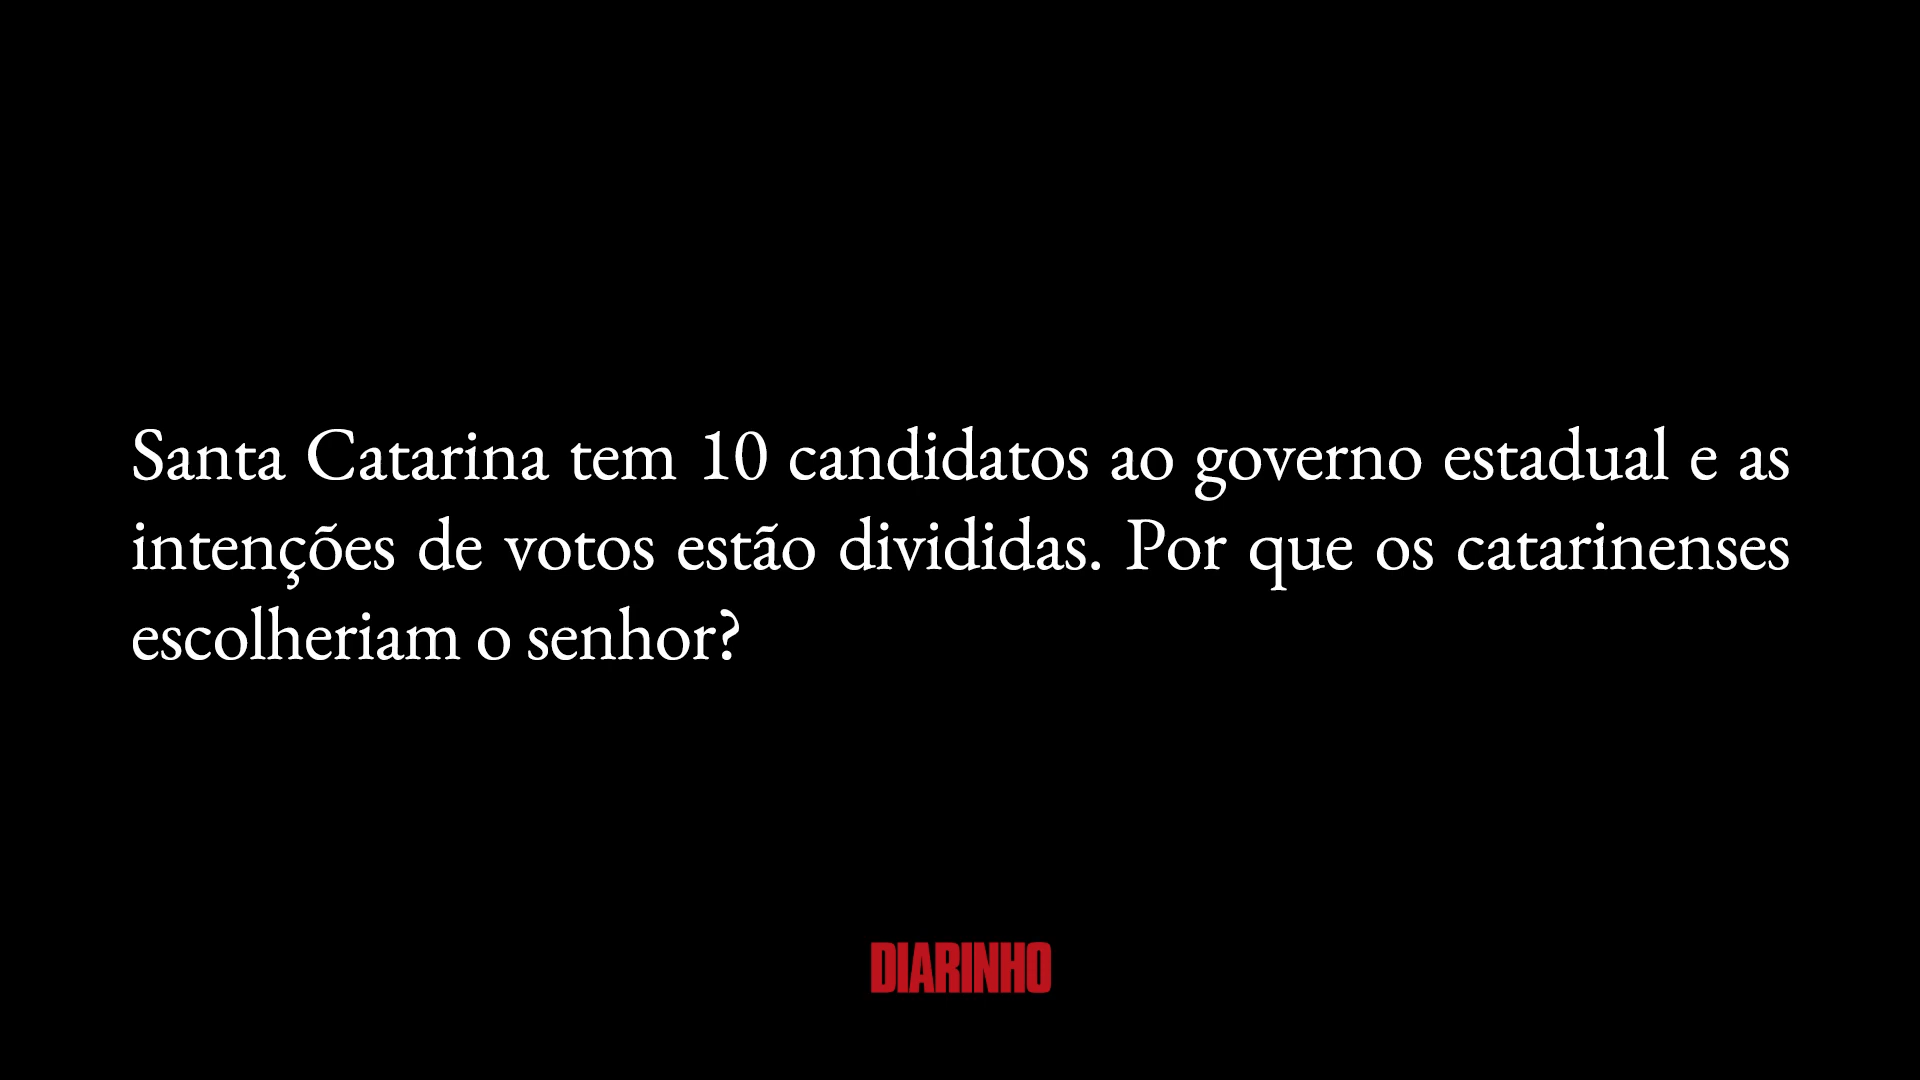 Santa Catarina tem 10 candidatos ao governo estadual e as
intenções de votos estão divididas. Por que os catarinenses
escolheriam o senhor?
DIARINHO